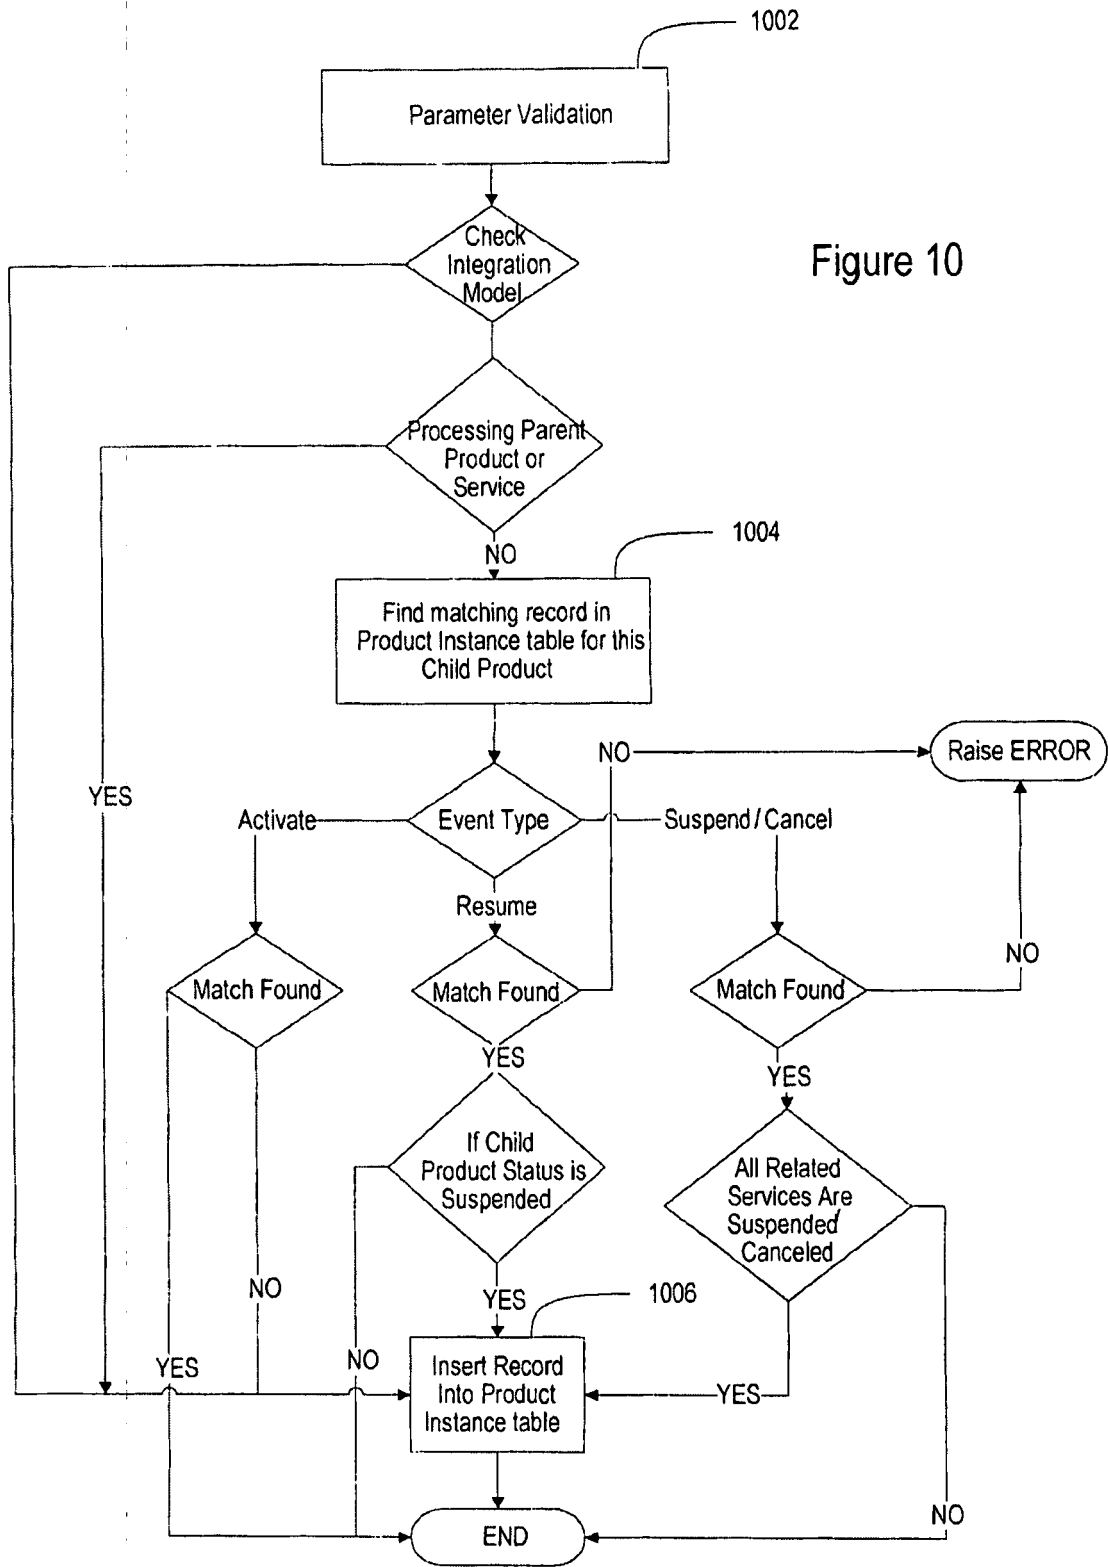 1002
Parameter Validation
Check
Integration
Model
Figure 10
Processing Parent
Product or
Service
NO
1004
Find matching record in
Product Instance table for this
Child Product
NO
Raise ERROR
YES
Activate
Event Type
Suspend/Cancel
Resume
NO
Match Found
Match Found
Match Found
YES
YES
If Child
Product Status is
Suspended
All Related
Services Are
Suspended/
Canceled
NO
YES
1006
YES
NO
Insert Record
Into Product
Instance table
YES
NO
END